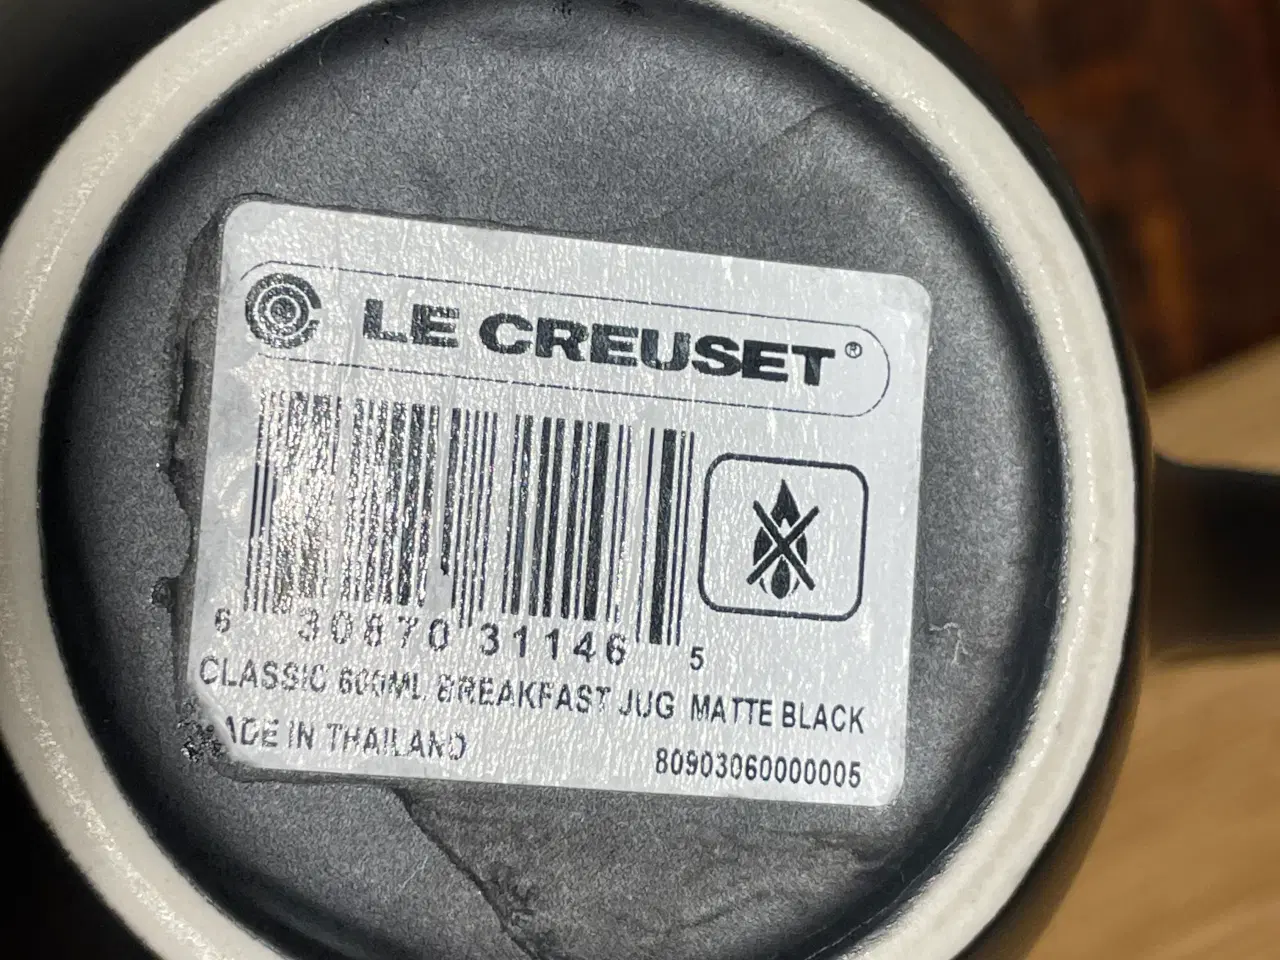 LE CREUSET®
6 30870 31146 5
CLASSIC 600ML BREAKFAST JUG MATTE BLACK
ADE IN THAILAND
80903060000005